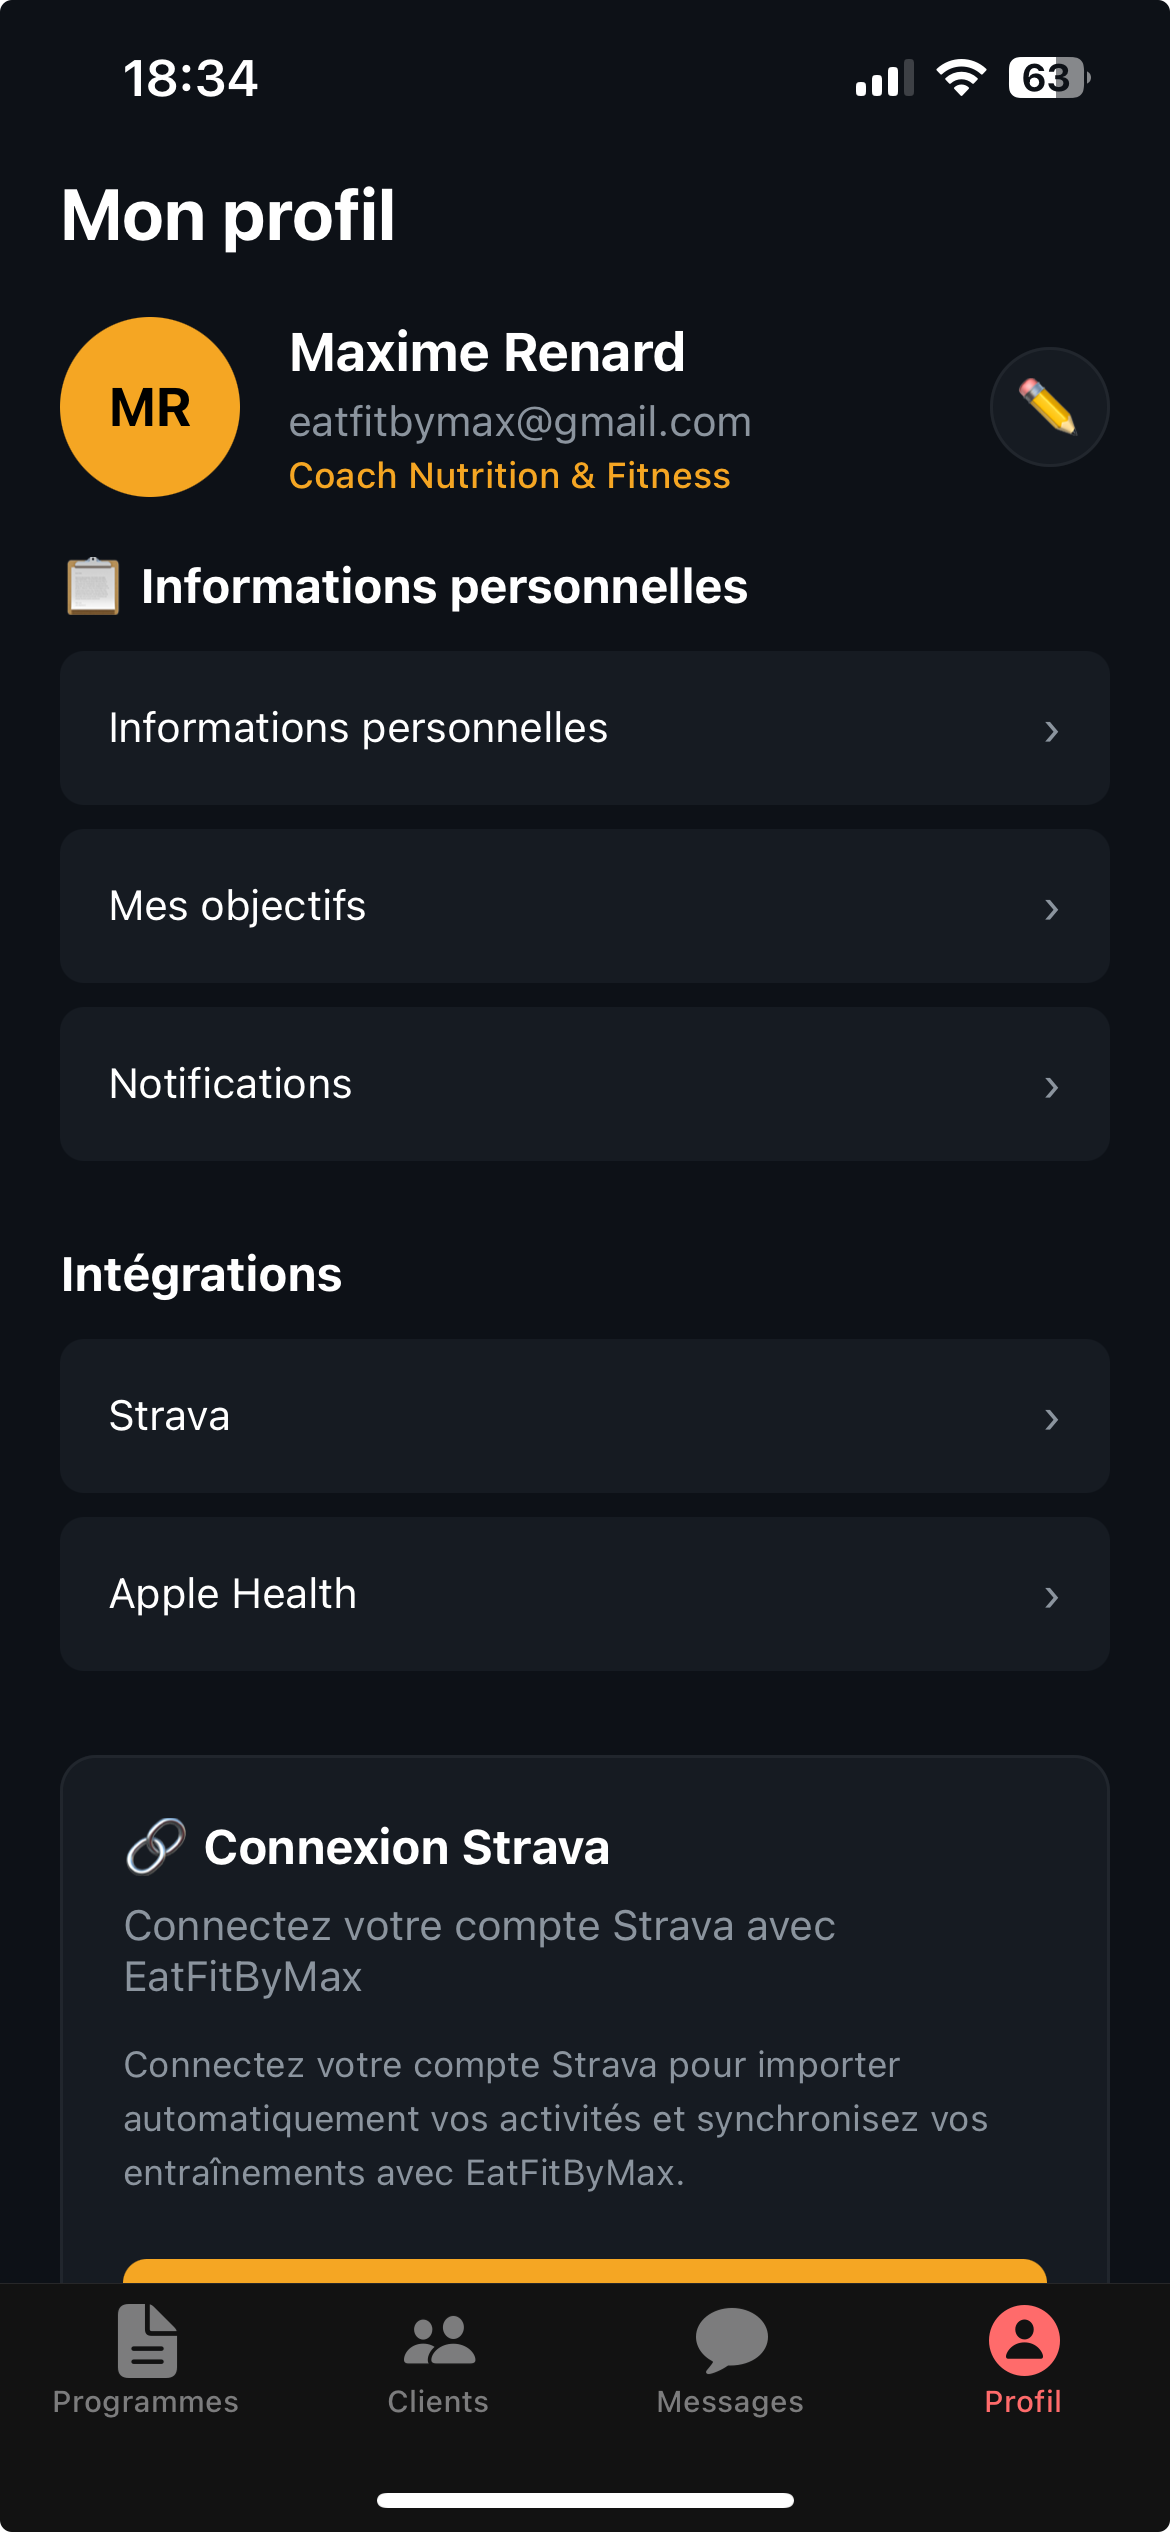 18:34
63
Mon profil
MR
Maxime Renard
eatfitbymax@gmail.com
Coach Nutrition & Fitness
Informations personnelles
Informations personnelles
Mes objectifs
Notifications
Intégrations
Strava
Apple Health
Connexion Strava
Connectez votre compte Strava avec
EatFitByMax
Connectez votre compte Strava pour importer
automatiquement vos activités et synchronisez vos
entraînements avec EatFitByMax.
Programmes
Clients
Messages
Profil